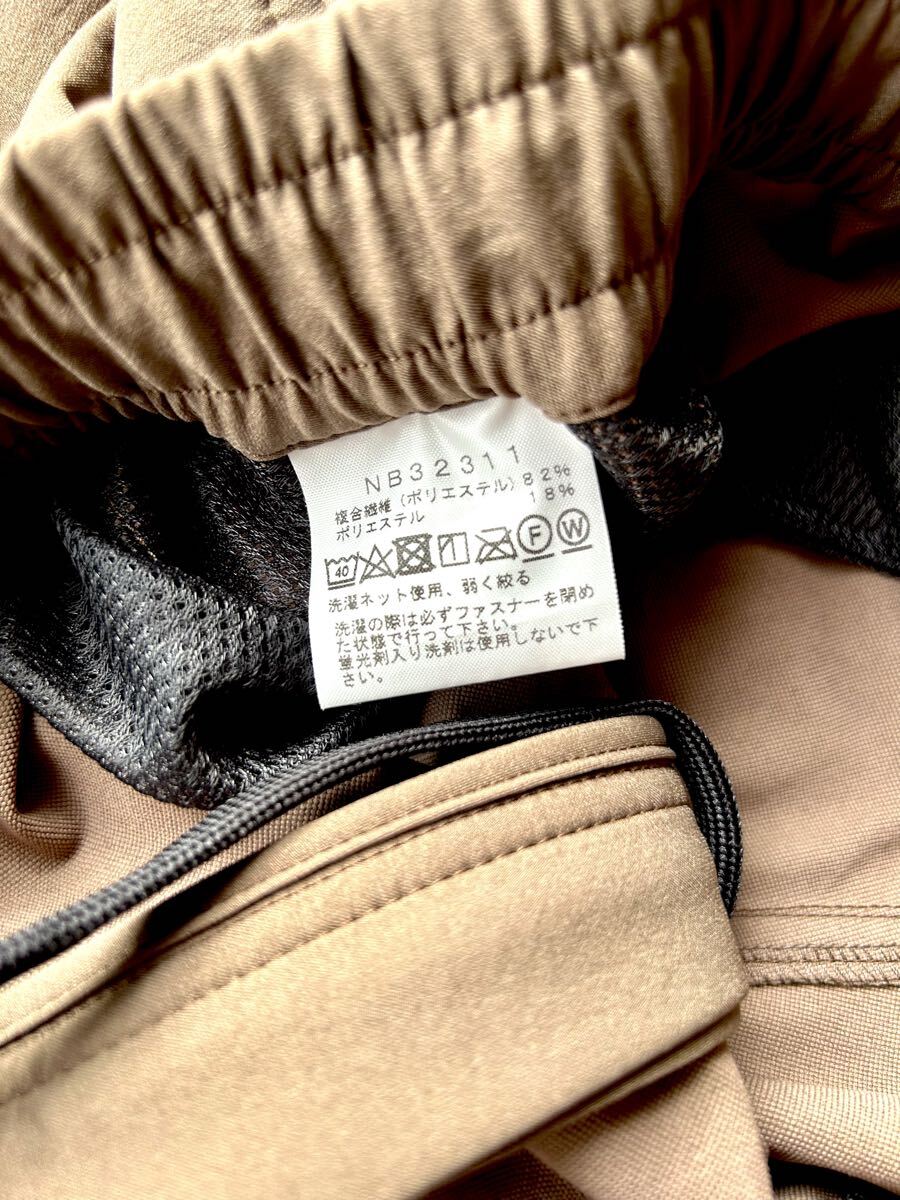 NB32311
複合繊維(ポリエステル)82%
ポリエステル 18%
40 F W
洗濯ネット使用、弱く絞る
洗濯の際は必ずファスナーを閉め
た状態で行って下さい。
蛍光剤入り洗剤は使用しないで下
さい。